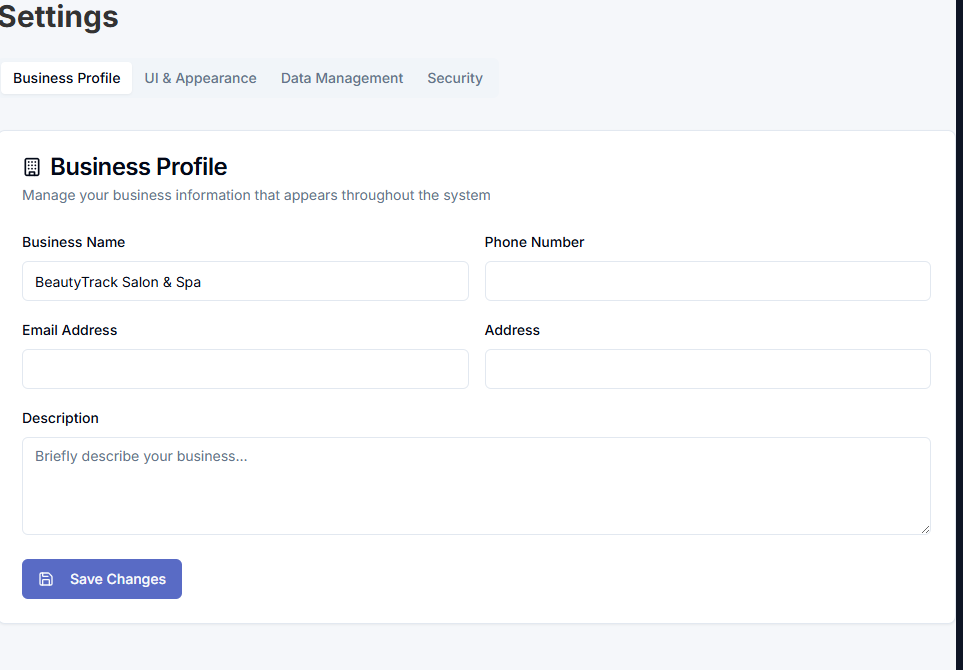 Settings
Business Profile UI & Appearance Data Management Security
Business Profile
Manage your business information that appears throughout the system
Business Name Phone Number
BeautyTrack Salon & Spa
Email Address Address
Description
Briefly describe your business...
Save Changes